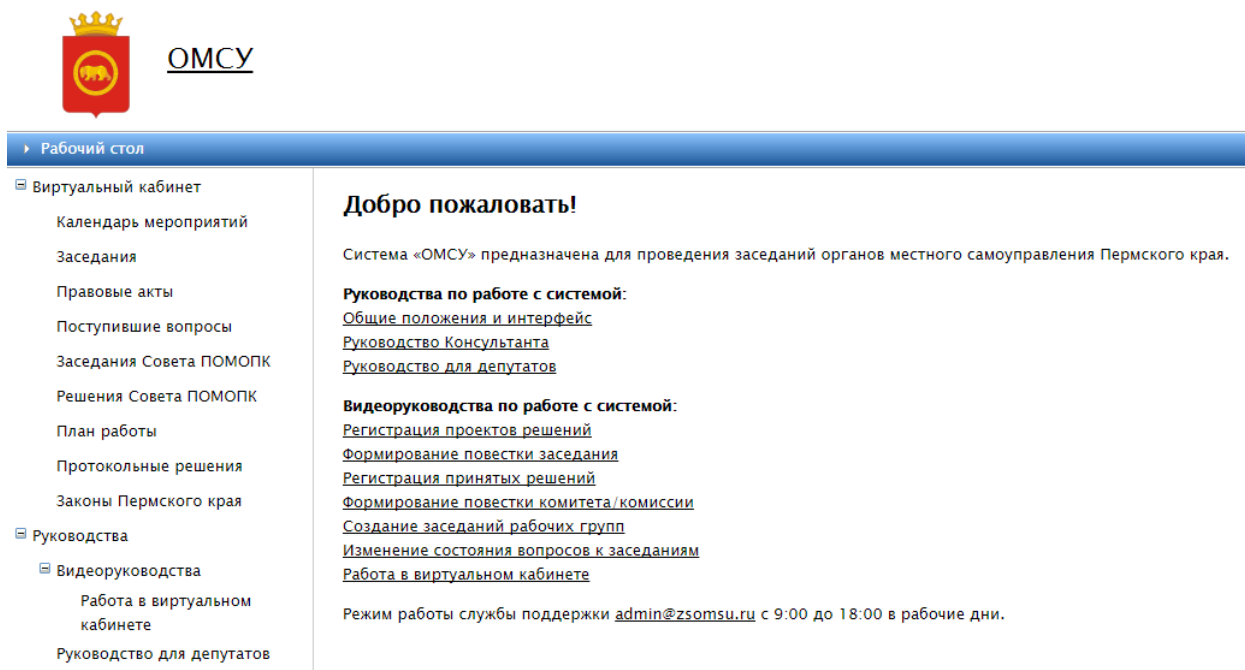 ОМСУ
Рабочий стол
Виртуальный кабинет
Календарь мероприятий
Заседания
Правовые акты
Поступившие вопросы
Заседания Совета ПОМОПК
Решения Совета ПОМОПК
План работы
Протокольные решения
Законы Пермского края
Руководства
Видеоруководства
Работа в виртуальном
кабинете
Руководство для депутатов
Добро пожаловать!
Система «ОМСУ» предназначена для проведения заседаний органов местного самоуправления Пермского края.
Руководства по работе с системой:
Общие положения и интерфейс
Руководство Консультанта
Руководство для депутатов
Видеоруководства по работе с системой:
Регистрация проектов решений
Формирование повестки заседания
Регистрация принятых решений
Формирование повестки комитета/комиссии
Создание заседаний рабочих групп
Изменение состояния вопросов к заседаниям
Работа в виртуальном кабинете
Режим работы службы поддержки admin@zsomsu.ru с 9:00 до 18:00 в рабочие дни.